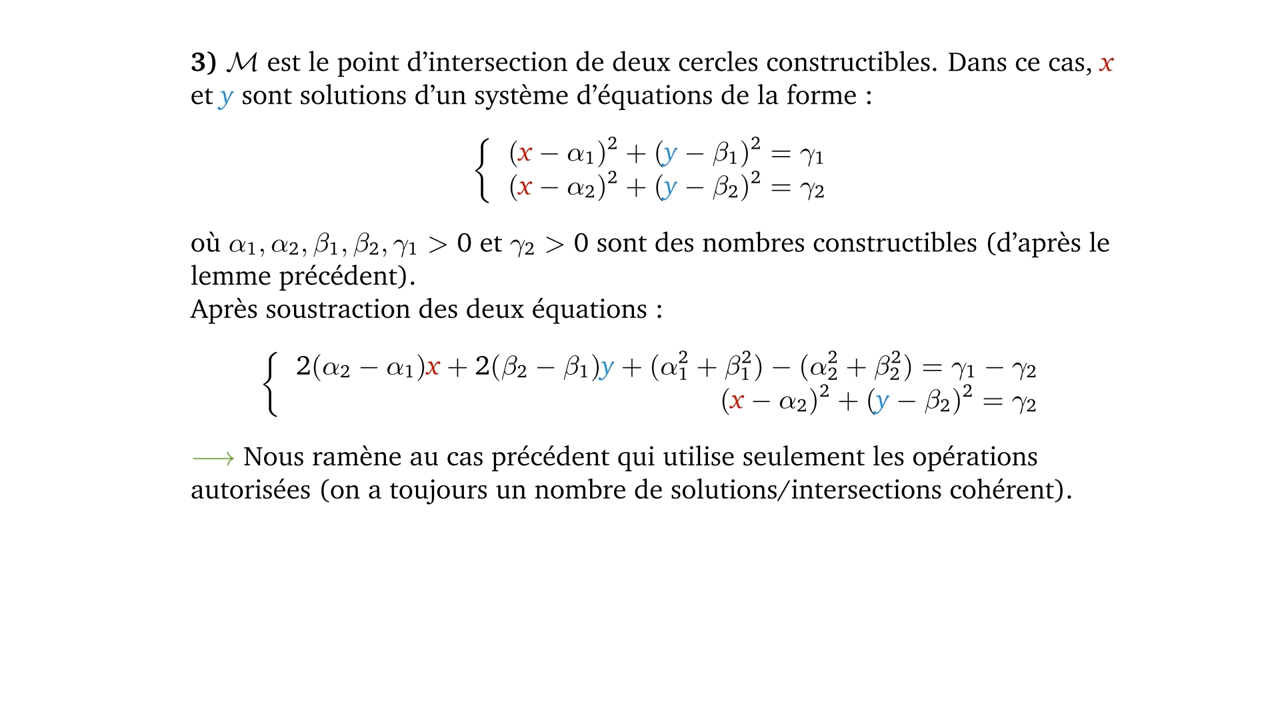 3) ℳ est le point d'intersection de deux cercles constructibles. Dans ce cas, x
et y sont solutions d'un système d'équations de la forme :
{ (x − α₁)² + (y − β₁)² = γ₁
(x − α₂)² + (y − β₂)² = γ₂
où α₁, α₂, β₁, β₂, γ₁ > 0 et γ₂ > 0 sont des nombres constructibles (d'après le
lemme précédent).
Après soustraction des deux équations :
{ 2(α₂ − α₁)x + 2(β₂ − β₁)y + (α₁² + β₁²) − (α₂² + β₂²) = γ₁ − γ₂
(x − α₂)² + (y − β₂)² = γ₂
⟶ Nous ramène au cas précédent qui utilise seulement les opérations
autorisées (on a toujours un nombre de solutions/intersections cohérent).